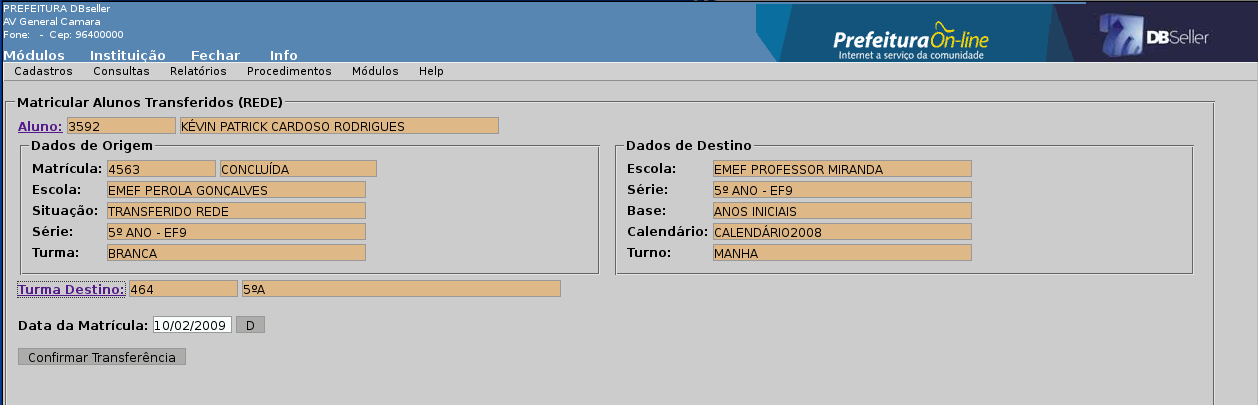 PREFEITURA DBseller
AV General Camara
Fone: - Cep: 96400000
Prefeitura On-line
Internet a serviço da comunidade
DBSeller
Módulos Instituição Fechar Info
Cadastros Consultas Relatórios Procedimentos Módulos Help
Matricular Alunos Transferidos (REDE)
Aluno: 3592 KÉVIN PATRICK CARDOSO RODRIGUES
Dados de Origem
Matrícula: 4563 CONCLUÍDA
Escola: EMEF PEROLA GONÇALVES
Situação: TRANSFERIDO REDE
Série: 5º ANO - EF9
Turma: BRANCA
Dados de Destino
Escola: EMEF PROFESSOR MIRANDA
Série: 5º ANO - EF9
Base: ANOS INICIAIS
Calendário: CALENDÁRIO2008
Turno: MANHA
Turma Destino: 464 5ºA
Data da Matrícula: 10/02/2009 D
Confirmar Transferência